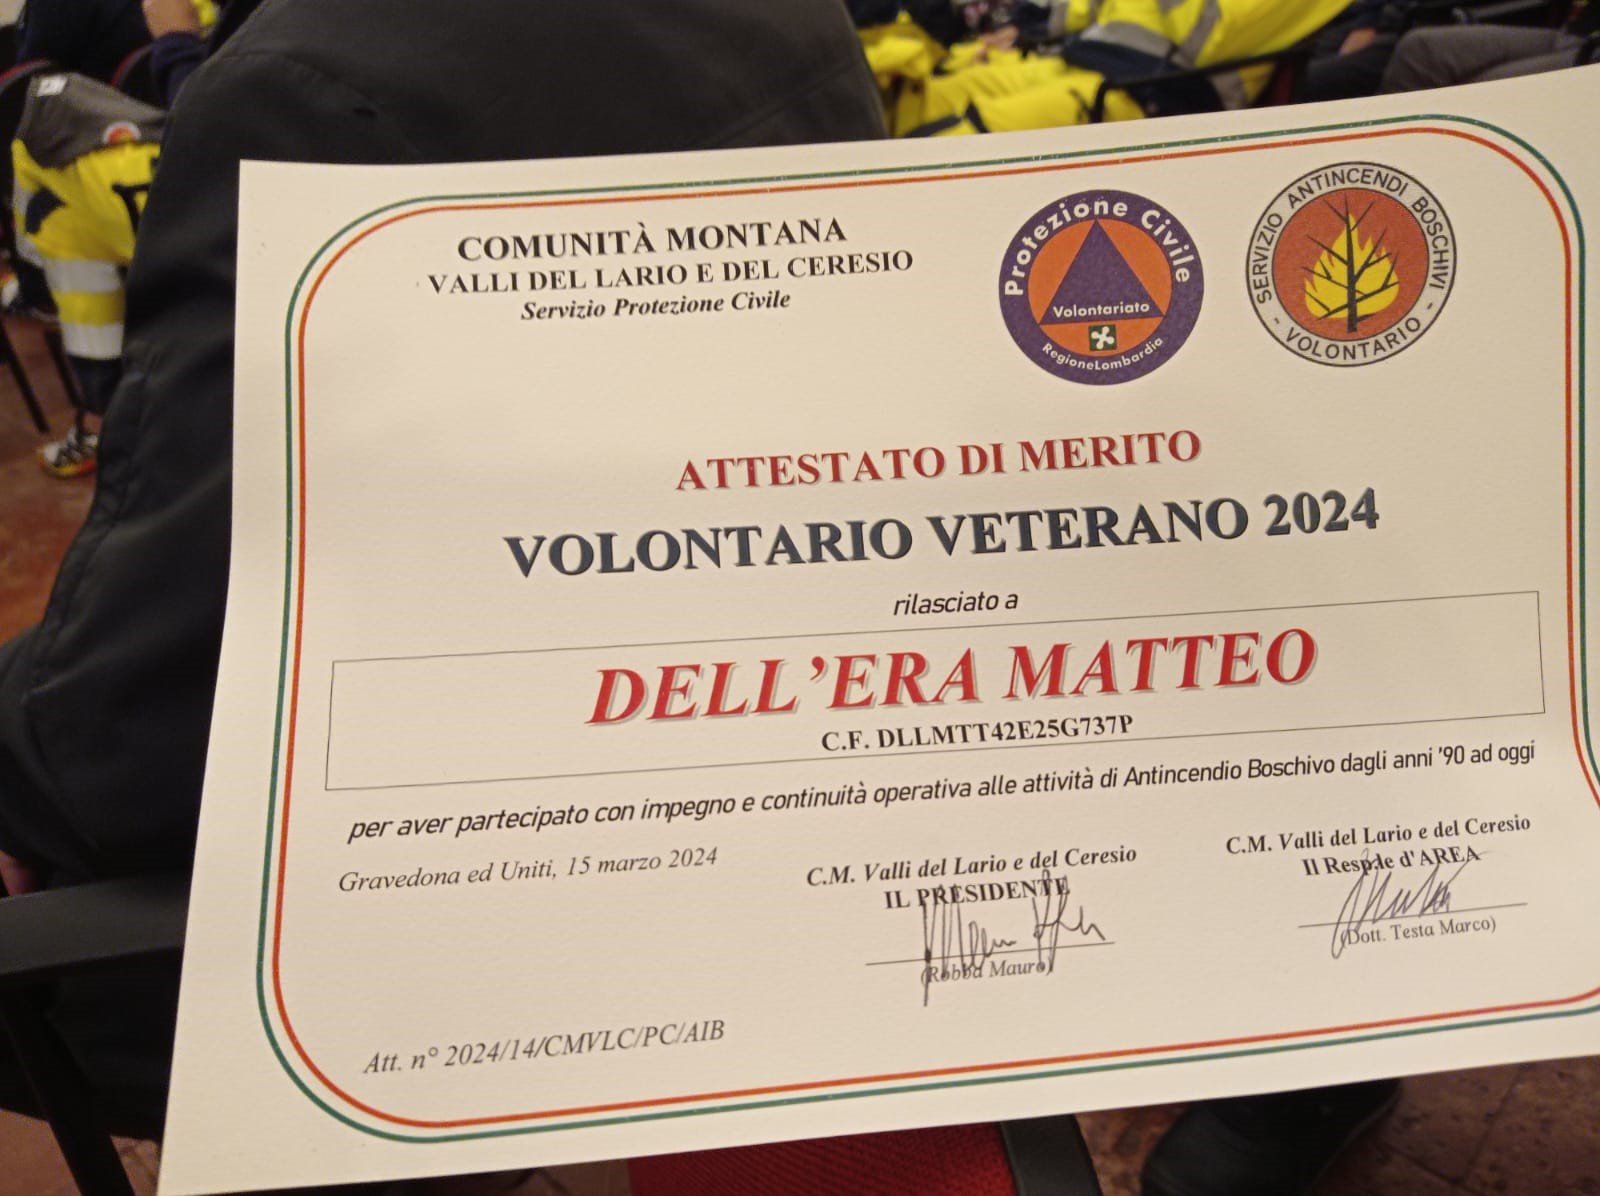 COMUNITÀ MONTANA
VALLI DEL LARIO E DEL CERESIO
Servizio Protezione Civile
Protezione Civile
Volontariato
RegioneLombardia
SERVIZIO ANTINCENDI BOSCHIVI
- VOLONTARIO -
ATTESTATO DI MERITO
VOLONTARIO VETERANO 2024
rilasciato a
DELL'ERA MATTEO
C.F. DLLMTT42E25G737P
per aver partecipato con impegno e continuità operativa alle attività di Antincendio Boschivo dagli anni '90 ad oggi
Gravedona ed Uniti, 15 marzo 2024
C.M. Valli del Lario e del Ceresio
IL PRESIDENTE
(Robba Mauro)
C.M. Valli del Lario e del Ceresio
Il Resp.le d'AREA
(Dott. Testa Marco)
Att. n° 2024/14/CMVLC/PC/AIB